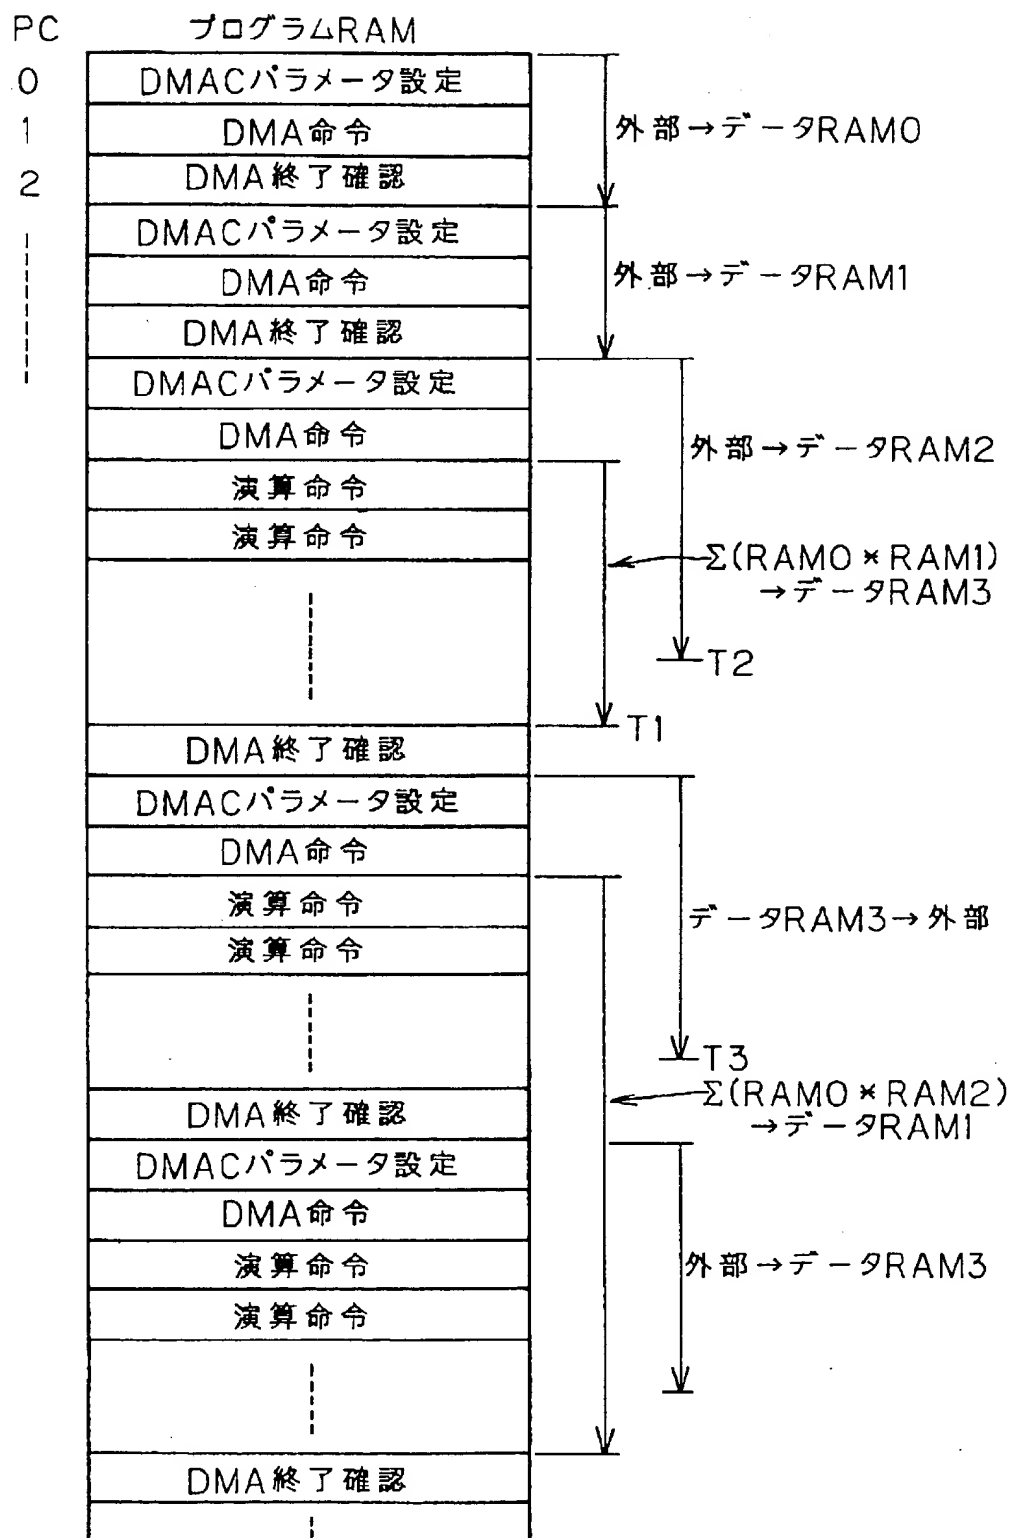 PC プログラムRAM
0 DMACパラメータ設定
1 DMA命令
外部→データRAM0
2 DMA終了確認
DMACパラメータ設定
DMA命令
外部→データRAM1
DMA終了確認
DMACパラメータ設定
DMA命令
外部→データRAM2
演算命令
演算命令
Σ(RAM0*RAM1)
→データRAM3
T2
T1
DMA終了確認
DMACパラメータ設定
DMA命令
演算命令
データRAM3→外部
演算命令
T3
Σ(RAM0*RAM2)
→データRAM1
DMA終了確認
DMACパラメータ設定
DMA命令
演算命令
外部→データRAM3
演算命令
DMA終了確認